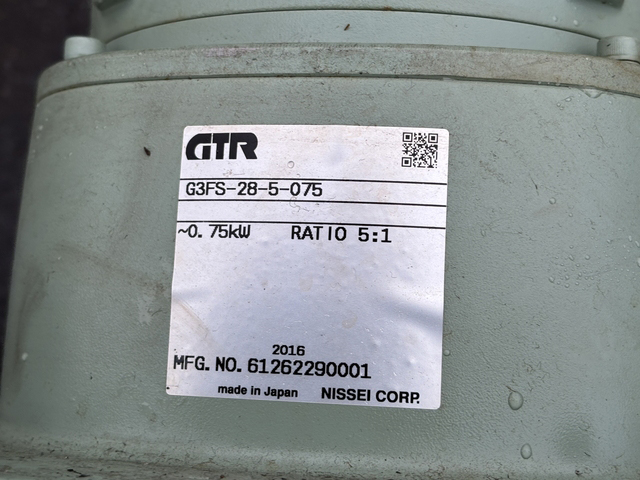 GTR
G3FS-28-5-075
~0.75kW RATIO 5:1
2016
MFG. NO. 61262290001
made in Japan NISSEI CORP.